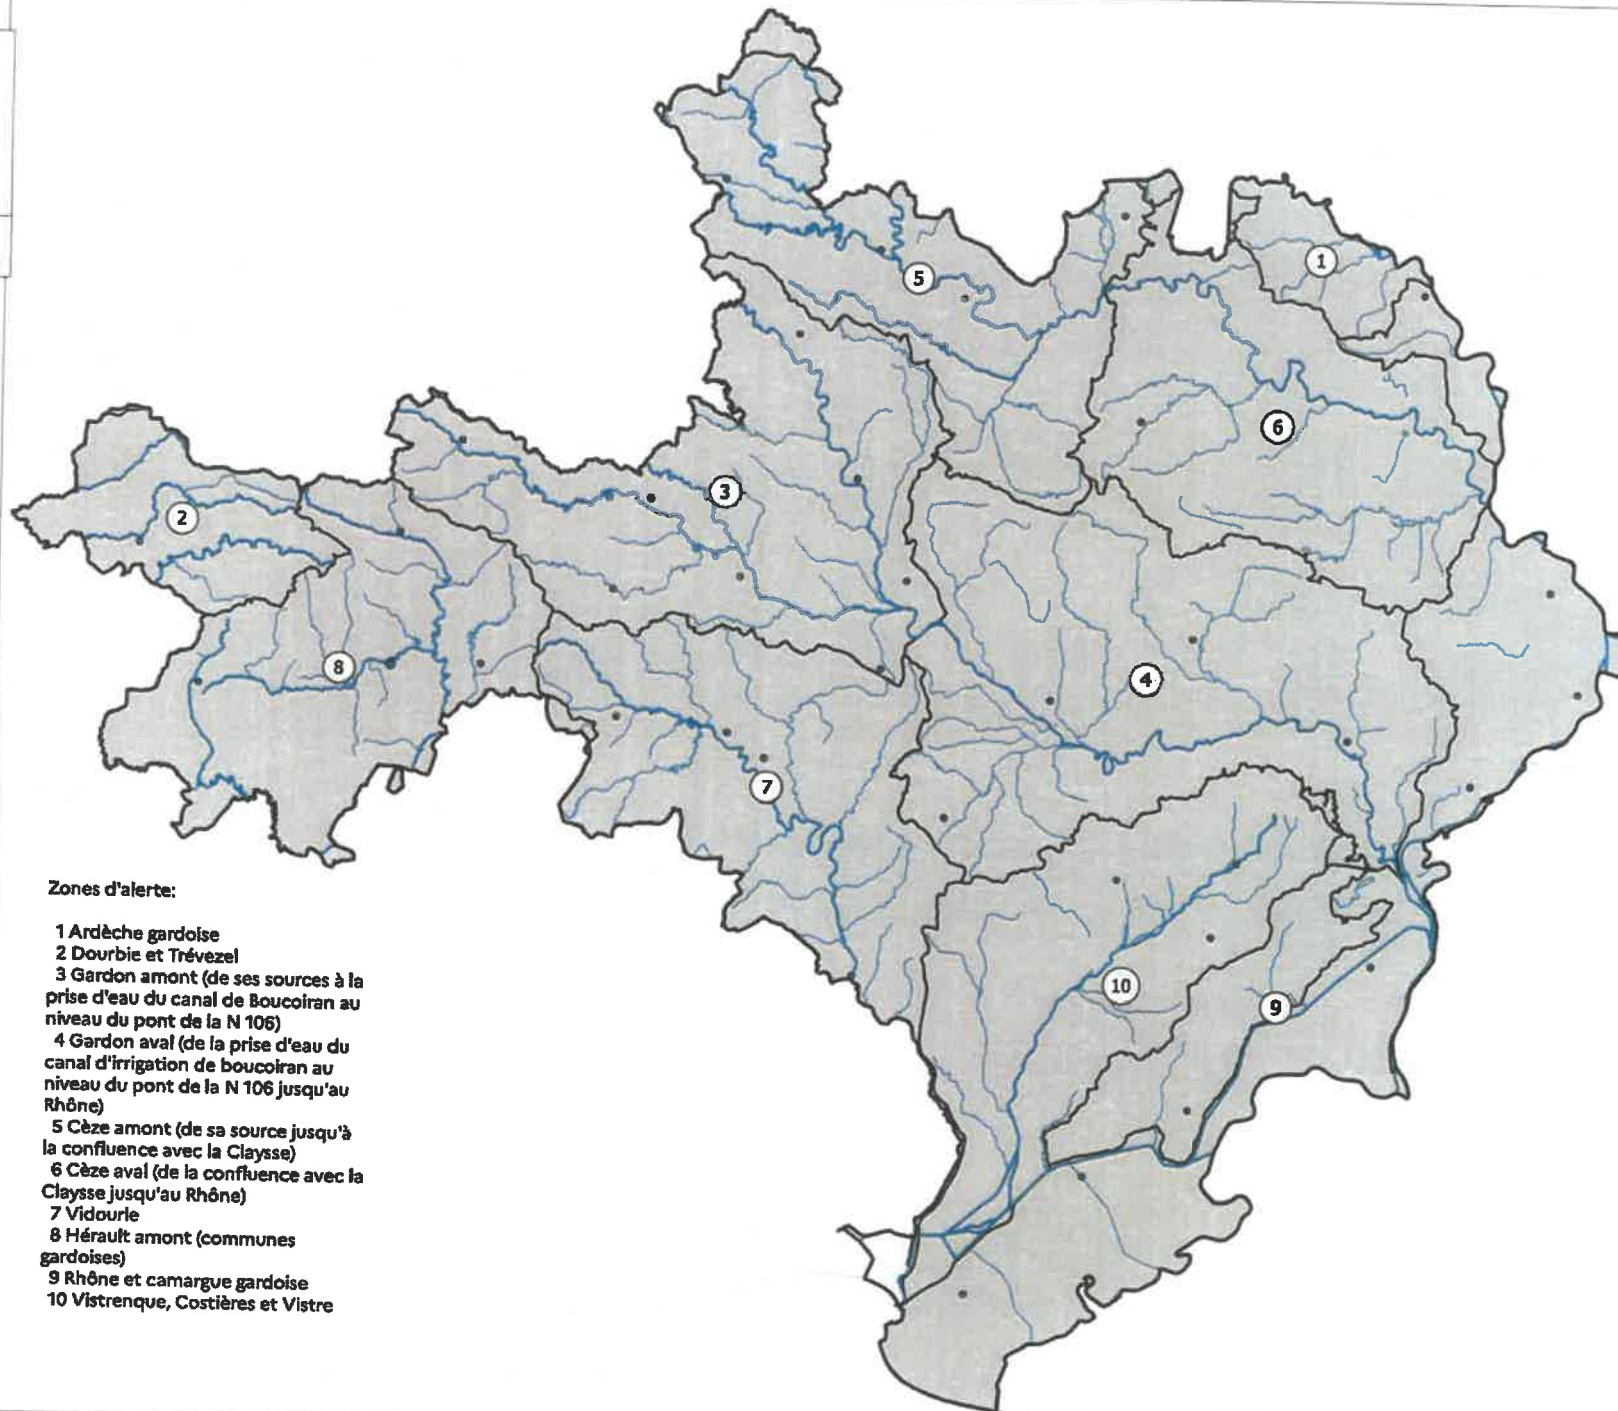 5
1
6
3
2
4
8
7
10
9
Zones d'alerte:
1 Ardèche gardoise
2 Dourbie et Trévezel
3 Gardon amont (de ses sources à la
prise d'eau du canal de Boucoiran au
niveau du pont de la N 106)
4 Gardon aval (de la prise d'eau du
canal d'irrigation de boucoiran au
niveau du pont de la N 106 jusqu'au
Rhône)
5 Cèze amont (de sa source jusqu'à
la confluence avec la Claysse)
6 Cèze aval (de la confluence avec la
Claysse jusqu'au Rhône)
7 Vidourle
8 Hérault amont (communes
gardoises)
9 Rhône et camargue gardoise
10 Vistrenque, Costières et Vistre